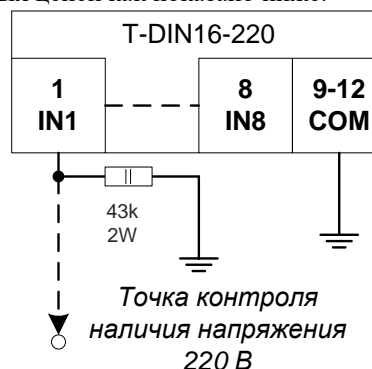 T-DIN16-220
1 8 9-12
IN1 IN8 COM
43k
2W
Точка контроля
наличия напряжения
220 В